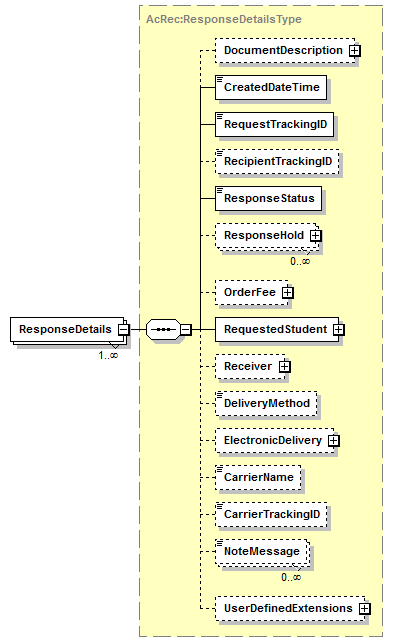 AcRec:ResponseDetailsType
DocumentDescription
CreatedDateTime
RequestTrackingID
RecipientTrackingID
ResponseStatus
ResponseHold
0..∞
OrderFee
ResponseDetails
1..∞
RequestedStudent
Receiver
DeliveryMethod
ElectronicDelivery
CarrierName
CarrierTrackingID
NoteMessage
0..∞
UserDefinedExtensions